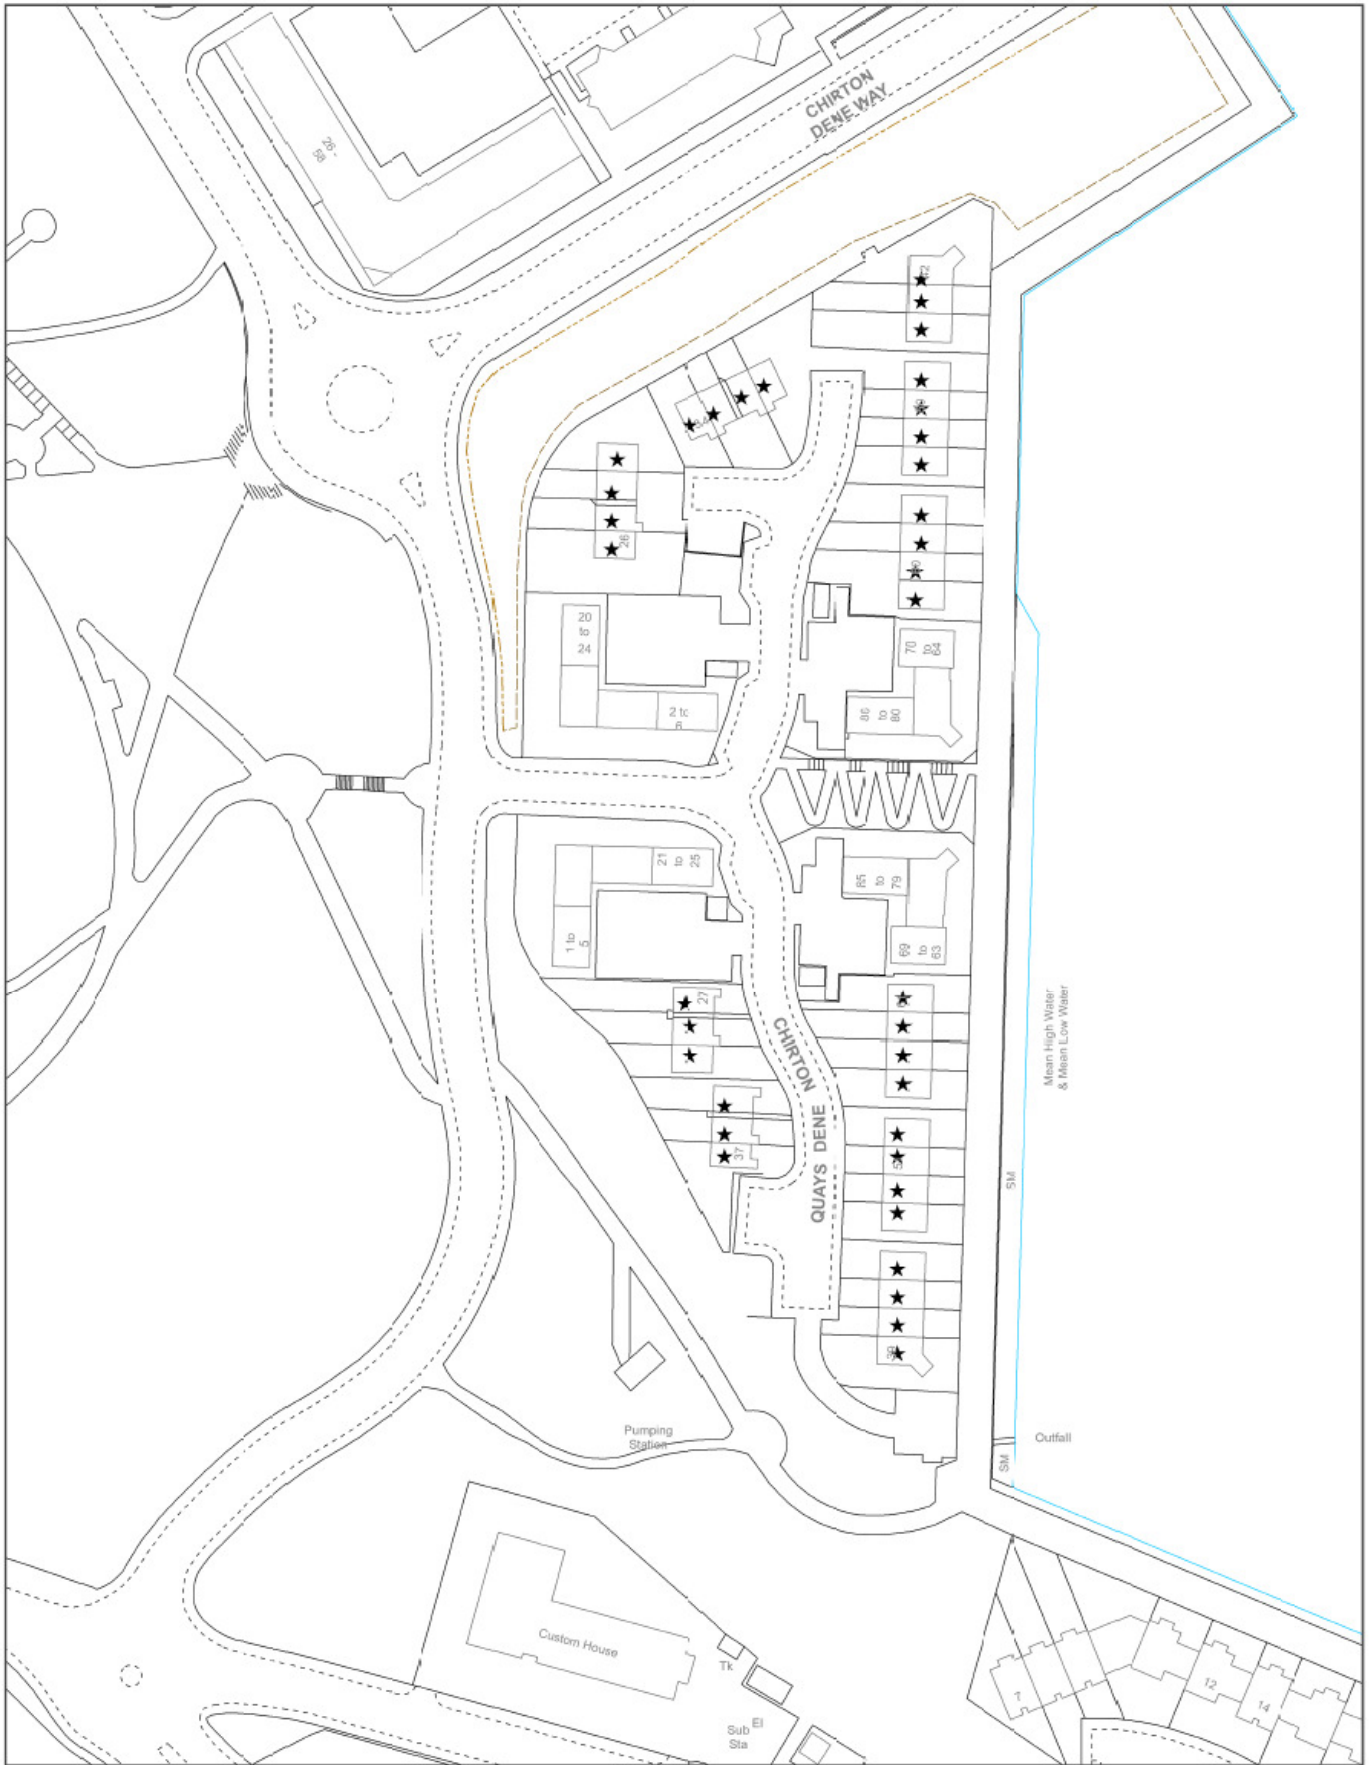 CHIRTON
DENE WAY
26 -
58
42
26
20
to
24
2 to
70
to
64
86
to
80
21
to
25
85
to
79
1 to
5
69
to
63
27
CHIRTON
QUAYS DENE
37
39
Mean High Water
& Mean Low Water
SM
Pumping
Station
Outfall
SM
Custom House
Tk
El
Sub
Sta
7
12
14